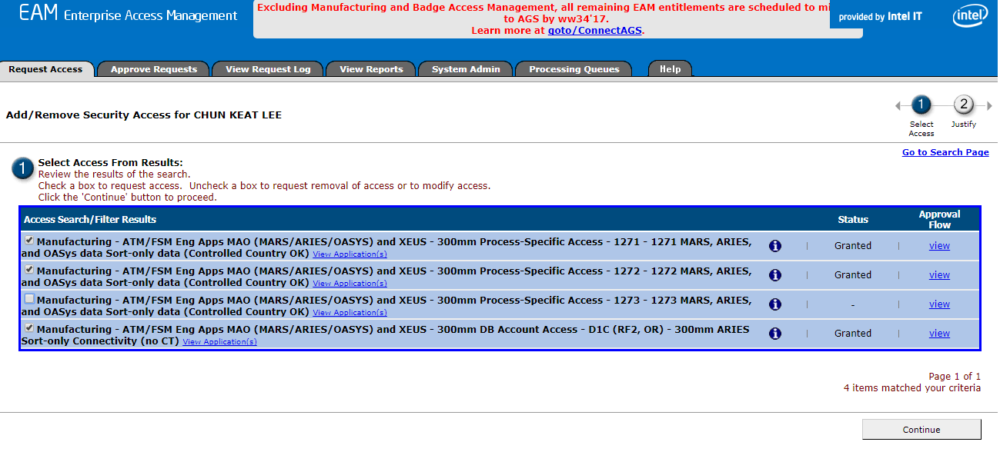 EAM Enterprise Access Management
Excluding Manufacturing and Badge Access Management, all remaining EAM entitlements are scheduled to mi
to AGS by ww34'17.
Learn more at goto/ConnectAGS.
provided by Intel IT
intel
Request Access
Approve Requests
View Request Log
View Reports
System Admin
Processing Queues
Help
Add/Remove Security Access for CHUN KEAT LEE
1
Select
Access
2
Justify
Go to Search Page
1
Select Access From Results:
Review the results of the search.
Check a box to request access. Uncheck a box to request removal of access or to modify access.
Click the 'Continue' button to proceed.
Access Search/Filter Results
Status
Approval
Flow
Manufacturing - ATM/FSM Eng Apps MAO (MARS/ARIES/OASYS) and XEUS - 300mm Process-Specific Access - 1271 - 1271 MARS, ARIES,
and OASys data Sort-only data (Controlled Country OK) View Application(s)
i | Granted | view
Manufacturing - ATM/FSM Eng Apps MAO (MARS/ARIES/OASYS) and XEUS - 300mm Process-Specific Access - 1272 - 1272 MARS, ARIES,
and OASys data Sort-only data (Controlled Country OK) View Application(s)
i | Granted | view
Manufacturing - ATM/FSM Eng Apps MAO (MARS/ARIES/OASYS) and XEUS - 300mm Process-Specific Access - 1273 - 1273 MARS, ARIES,
and OASys data Sort-only data (Controlled Country OK) View Application(s)
i | - | view
Manufacturing - ATM/FSM Eng Apps MAO (MARS/ARIES/OASYS) and XEUS - 300mm DB Account Access - D1C (RF2, OR) - 300mm ARIES
Sort-only Connectivity (no CT) View Application(s)
i | Granted | view
Page 1 of 1
4 items matched your criteria
Continue